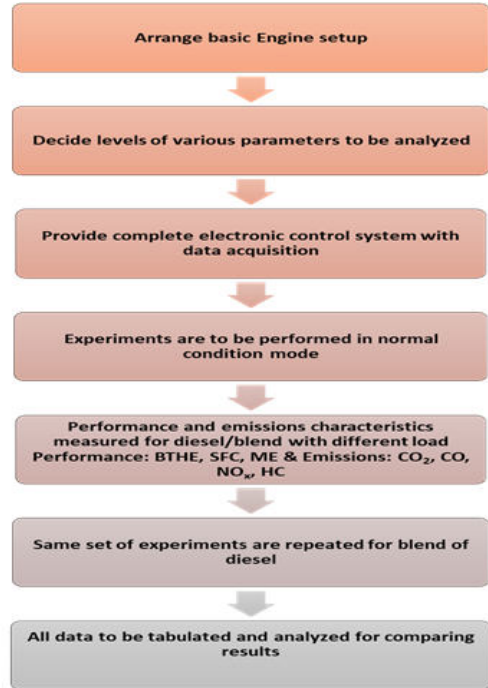 Arrange basic Engine setup
Decide levels of various parameters to be analyzed
Provide complete electronic control system with
data acquisition
Experiments are to be performed in normal
condition mode
Performance and emissions characteristics
measured for diesel/blend with different load
Performance: BTHE, SFC, ME & Emissions: CO₂, CO,
NOₓ, HC
Same set of experiments are repeated for blend of
diesel
All data to be tabulated and analyzed for comparing
results